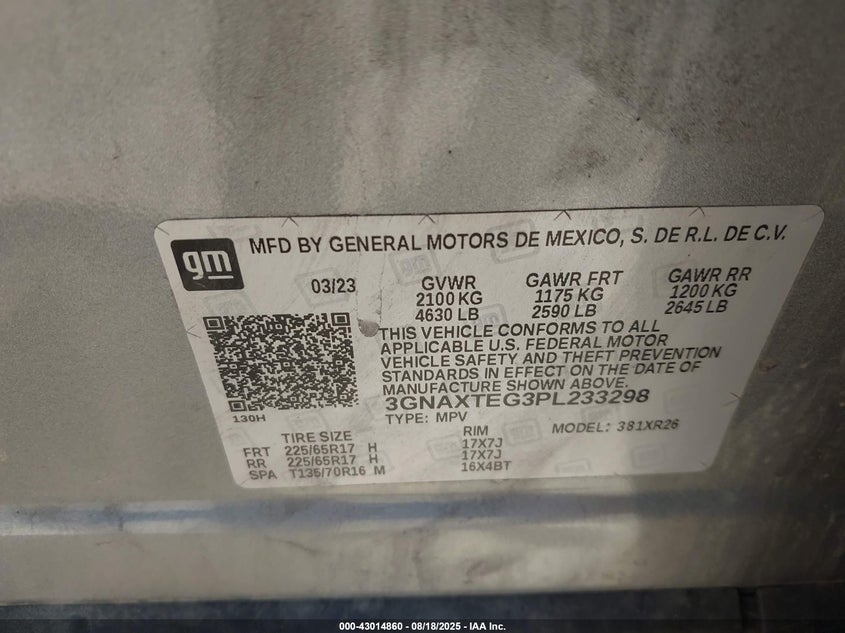 gm
MFD BY GENERAL MOTORS DE MEXICO, S. DE R.L. DE C.V.
03/23 GVWR GAWR FRT GAWR RR
2100 KG 1175 KG 1200 KG
4630 LB 2590 LB 2645 LB
THIS VEHICLE CONFORMS TO ALL
APPLICABLE U.S. FEDERAL MOTOR
VEHICLE SAFETY AND THEFT PREVENTION
STANDARDS IN EFFECT ON THE DATE OF
MANUFACTURE SHOWN ABOVE.
130H 3GNAXTEG3PL233298
TYPE: MPV MODEL: 381XR26
TIRE SIZE RIM
FRT 225/65R17 H 17X7J
RR 225/65R17 H 17X7J
SPA T135/70R16 M 16X4BT
000-43014860 - 08/18/2025 - IAA Inc.